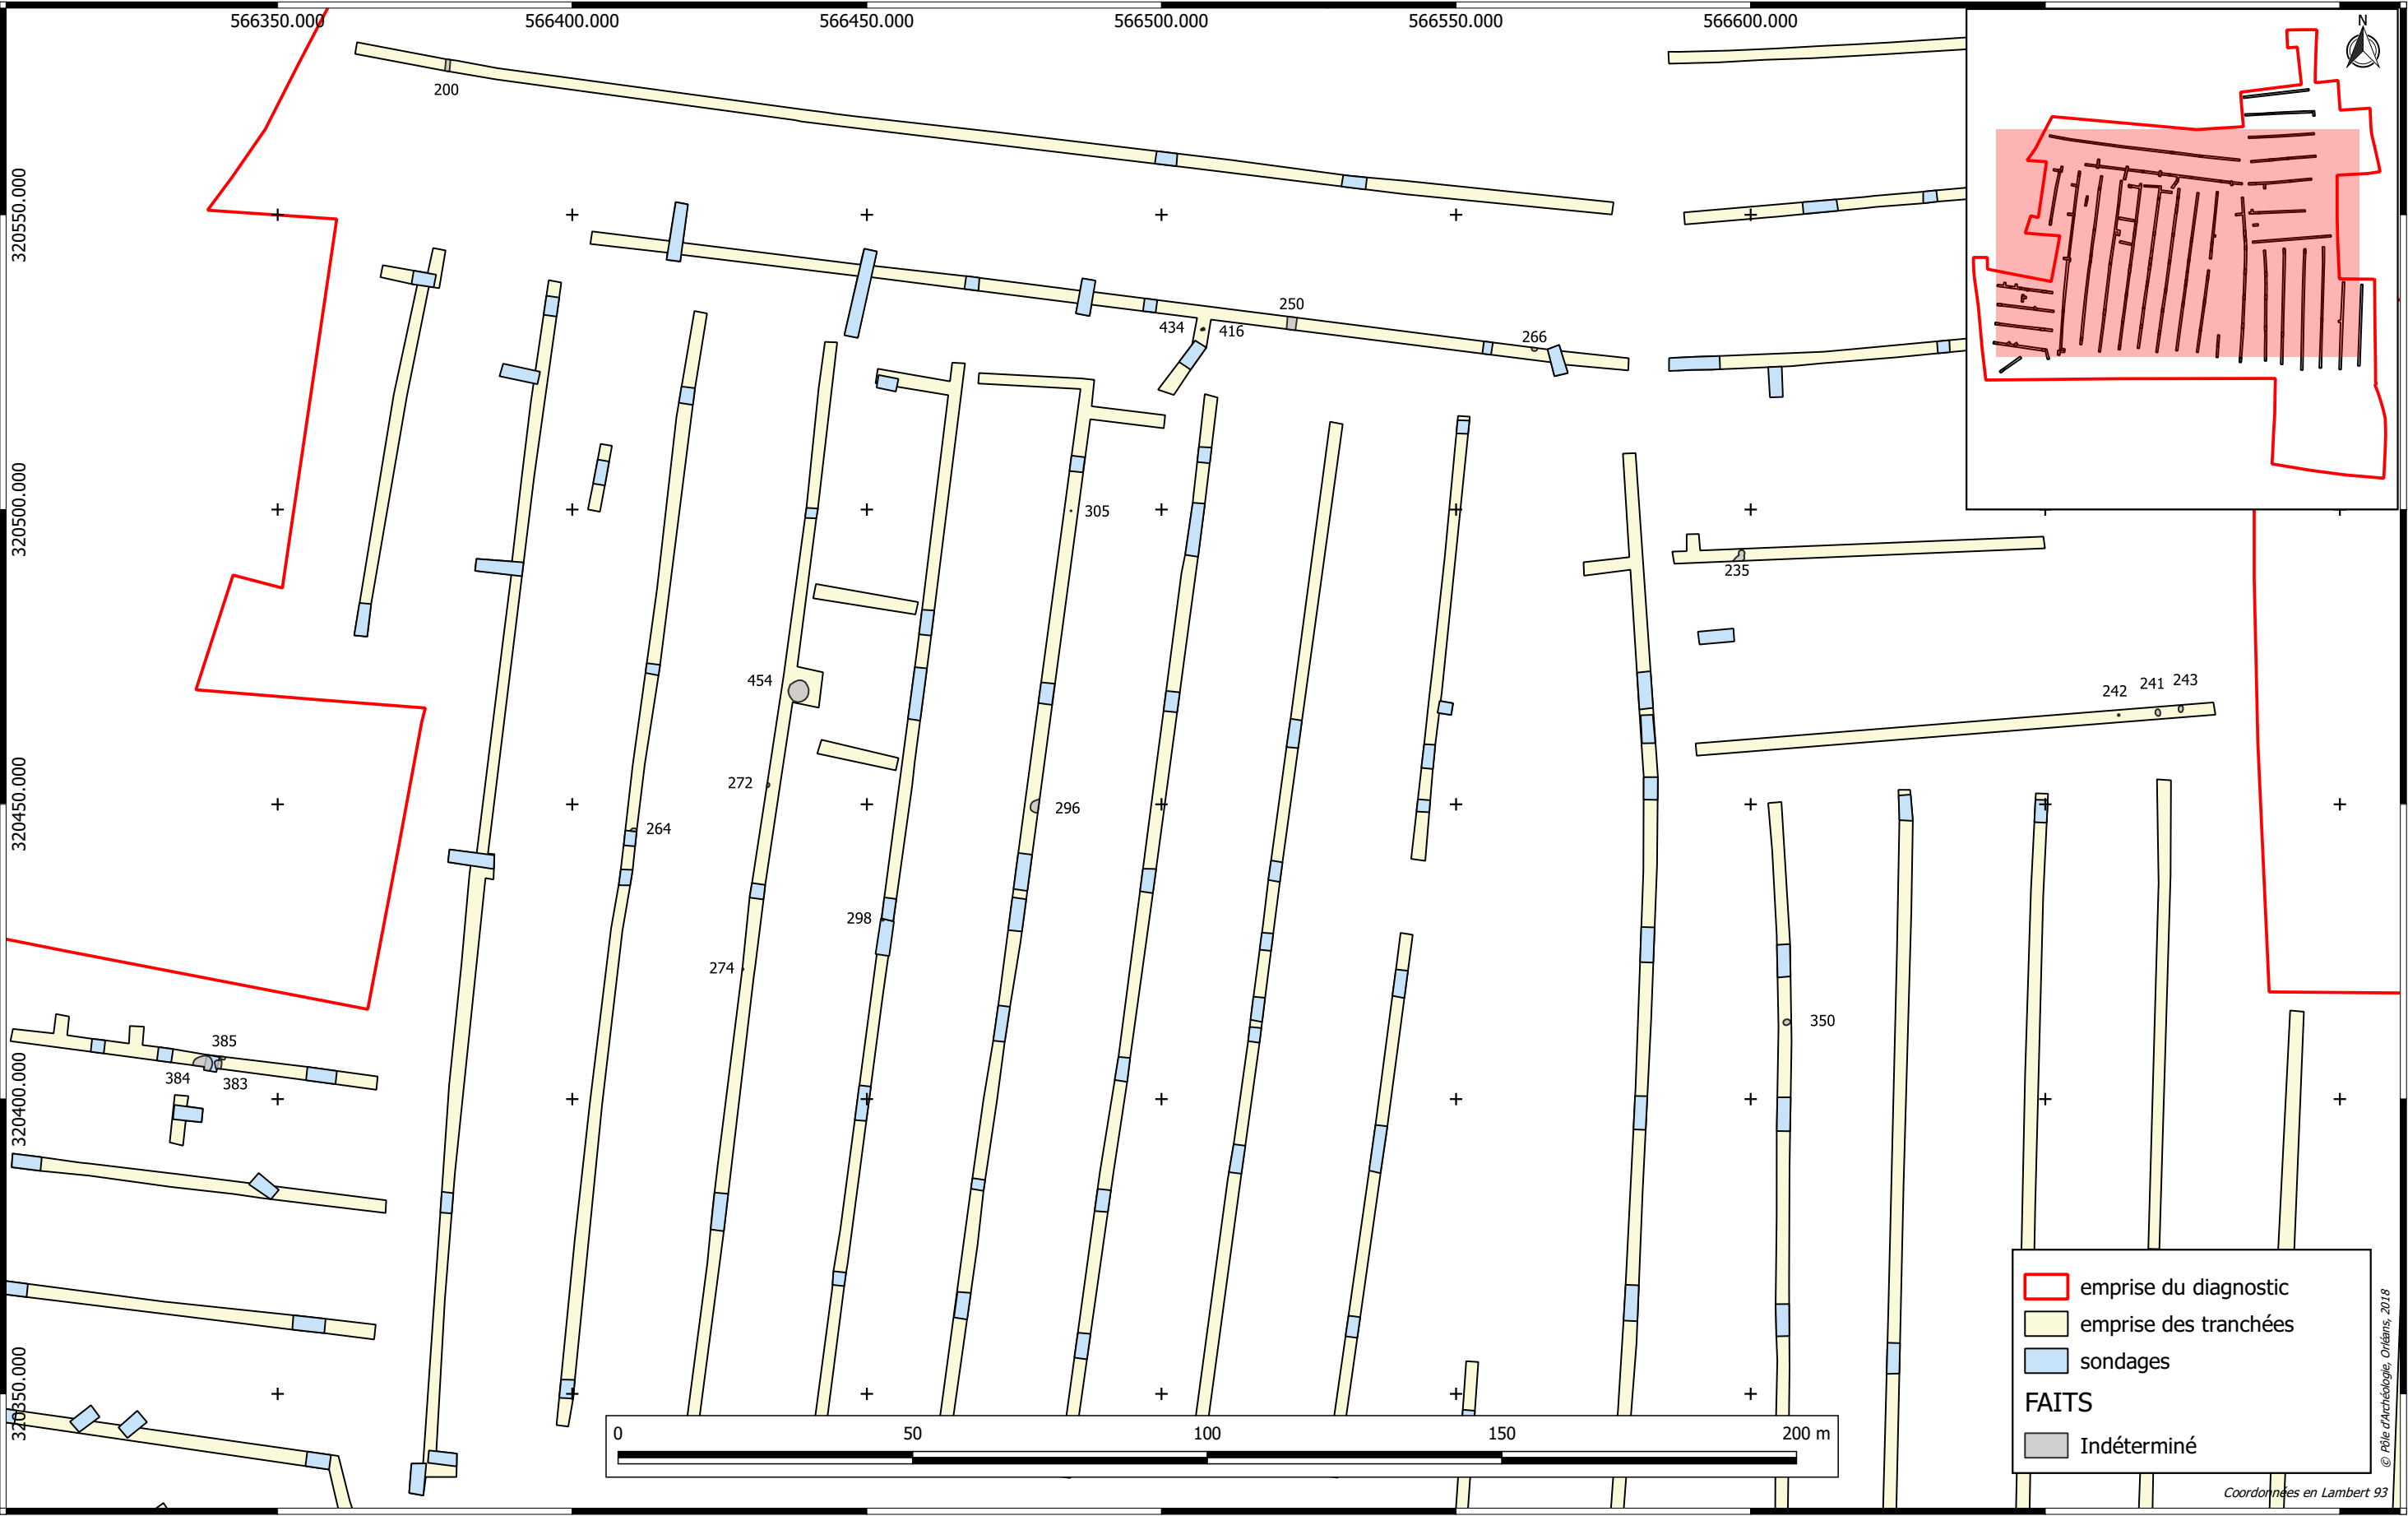 566350.000 566400.000 566450.000 566500.000 566550.000 566600.000
N
200
3205550.000
250
434 416
266
3205500.000
305
235
454
242 241 243
272
296
3204500.000
264
298
274
350
385
384 383
320400.000
320350.000
0 50 100 150 200 m
emprise du diagnostic
emprise des tranchées
sondages
FAITS
Indéterminé
© Pôle d'Archéologie, Orléans, 2018
Coordonnées en Lambert 93